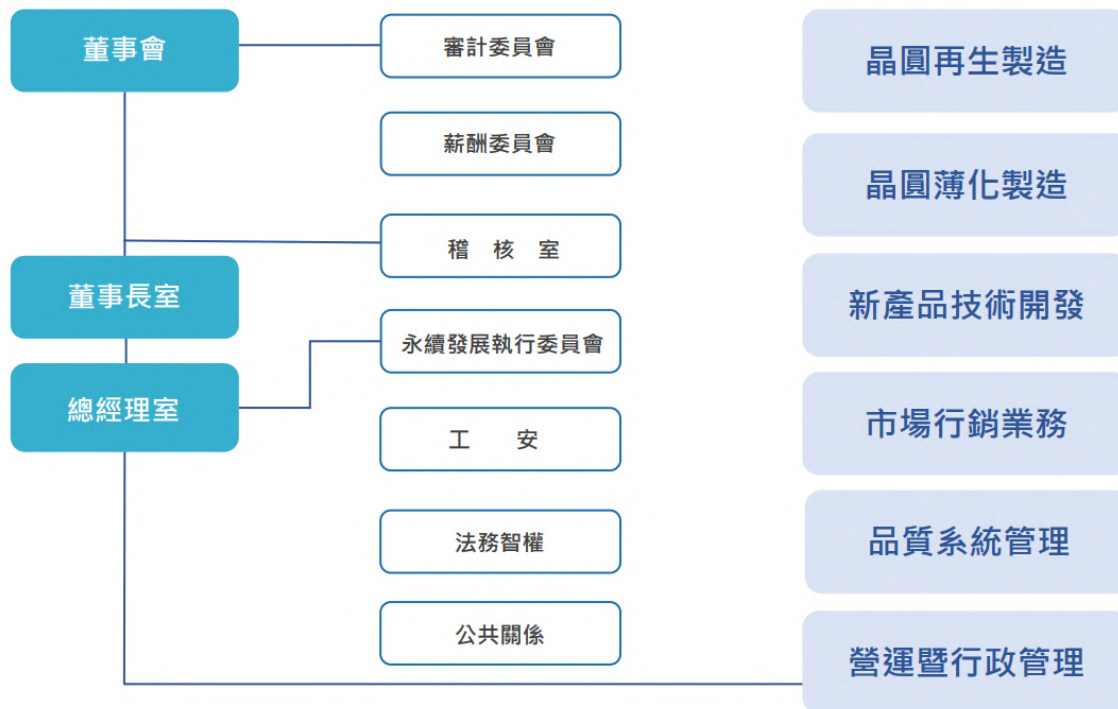 董事會
審計委員會
薪酬委員會
稽 核 室
董事長室
永續發展執行委員會
總經理室
工 安
法務智權
公共關係
晶圓再生製造
晶圓薄化製造
新產品技術開發
市場行銷業務
品質系統管理
營運暨行政管理